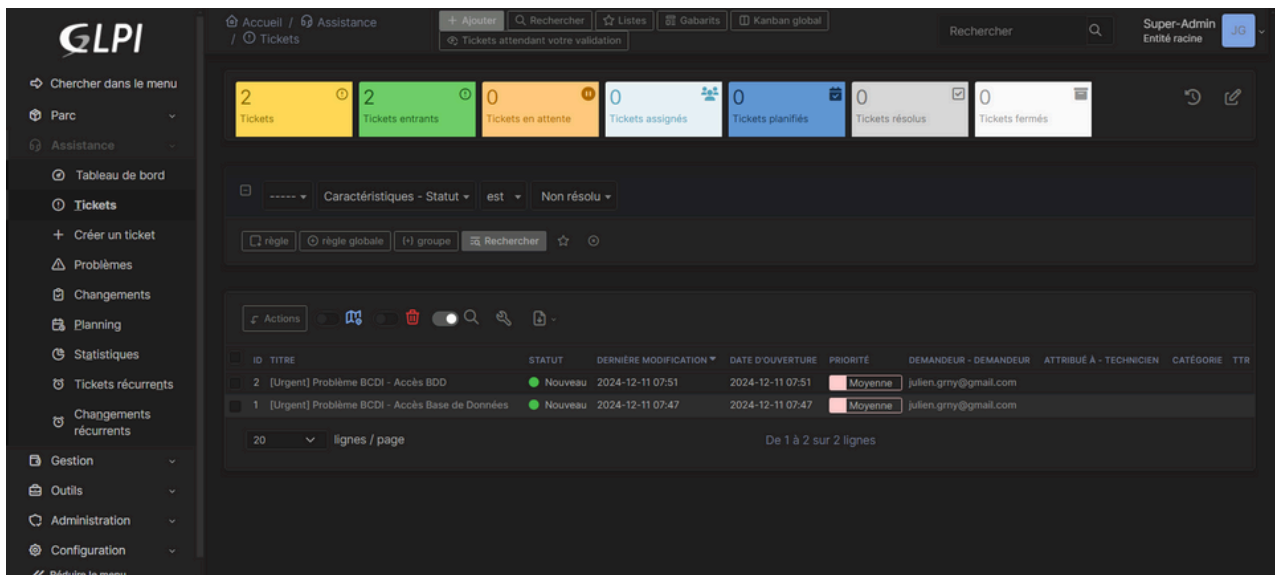 GLPI
Chercher dans le menu
Parc
Assistance
Tableau de bord
Tickets
Créer un ticket
Problèmes
Changements
Planning
Statistiques
Tickets récurrents
Changements
récurrents
Gestion
Outils
Administration
Configuration
Réduire le menu
Accueil / Assistance
/ Tickets
+ Ajouter Rechercher Listes Gabarits Kanban global
Tickets attendant votre validation
Rechercher
Super-Admin
Entité racine
JG
2
Tickets
2
Tickets entrants
0
Tickets en attente
0
Tickets assignés
0
Tickets planifiés
0
Tickets résolus
0
Tickets fermés
----- Caractéristiques - Statut est Non résolu
règle règle globale groupe Rechercher
Actions
ID TITRE STATUT DERNIÈRE MODIFICATION DATE D'OUVERTURE PRIORITÉ DEMANDEUR - DEMANDEUR ATTRIBUÉ À - TECHNICIEN CATÉGORIE TTR
2 [Urgent] Problème BCDI - Accès BDD Nouveau 2024-12-11 07:51 2024-12-11 07:51 Moyenne julien.grny@gmail.com
1 [Urgent] Problème BCDI - Accès Base de Données Nouveau 2024-12-11 07:47 2024-12-11 07:47 Moyenne julien.grny@gmail.com
20 lignes / page De 1 à 2 sur 2 lignes